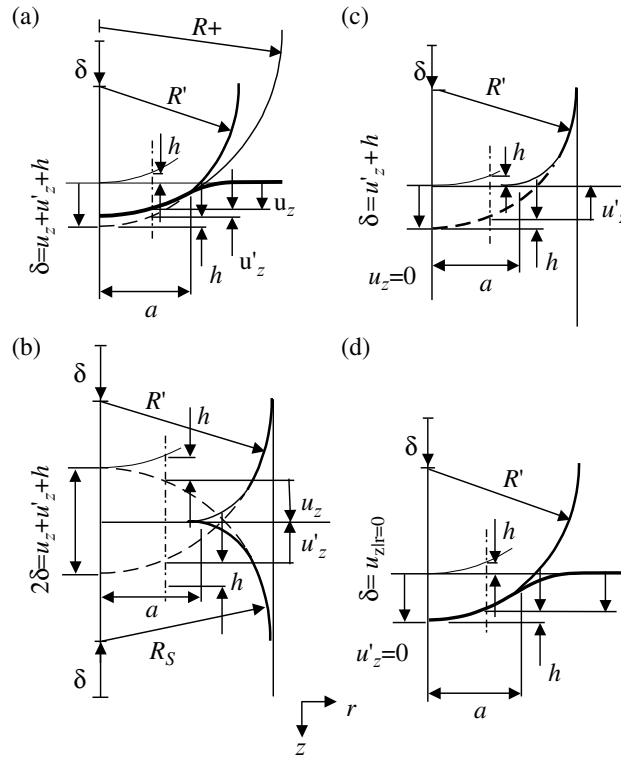 (a)
R+
δ
R'
h
δ=u_z+u'_z+h
u_z
u'_z
h
a
(c)
δ
R'
h
δ=u'_z+h
u'_z
u_z=0
a
h
(b)
δ
R'
h
2δ=u_z+u'_z+h
u_z
u'_z
h
a
R_S
δ
r
z
(d)
δ
R'
h
δ=u_z|r=0
u'_z=0
h
a